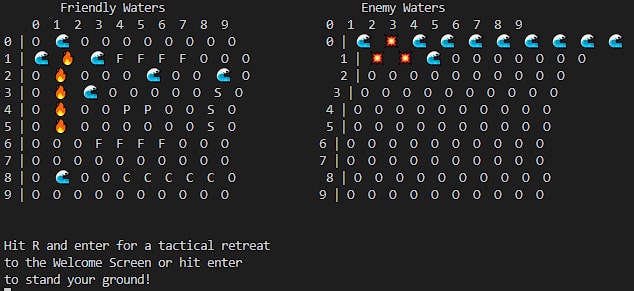 Friendly Waters Enemy Waters
0 1 2 3 4 5 6 7 8 9 0 1 2 3 4 5 6 7 8 9
0 | O 🌊 O O O O O O O O 0 | 🌊 💥 🌊 🌊 🌊 🌊 🌊 🌊 🌊 🌊
1 | 🌊 🔥 🌊 F F F F O O O 1 | 💥 💥 🌊 O O O O O O O
2 | O 🔥 O O O 🌊 O O 🌊 O 2 | O O O O O O O O O O
3 | O 🔥 🌊 O O O O O S O 3 | O O O O O O O O O O
4 | O 🔥 O O P P O O S O 4 | O O O O O O O O O O
5 | O 🔥 O O O O O O S O 5 | O O O O O O O O O O
6 | O O O F F F F O O O 6 | O O O O O O O O O O
7 | O O O O O O O O O O 7 | O O O O O O O O O O
8 | O 🌊 O O C C C C C O 8 | O O O O O O O O O O
9 | O O O O O O O O O O 9 | O O O O O O O O O O
Hit R and enter for a tactical retreat
to the Welcome Screen or hit enter
to stand your ground!